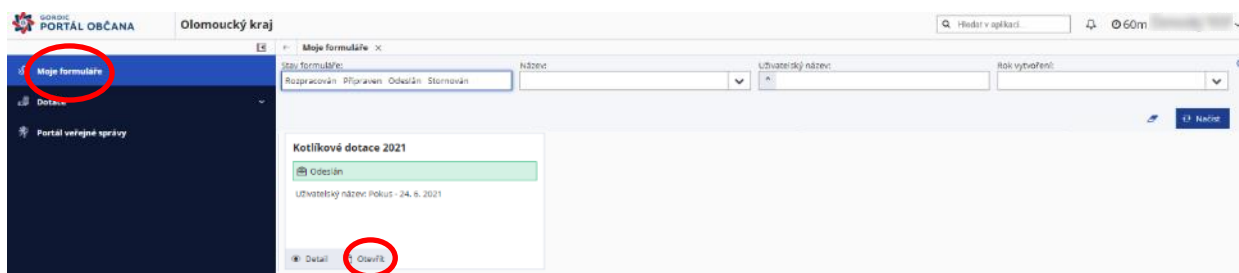 GORDIC
PORTÁL OBČANA
Olomoucký kraj
Hledat v aplikaci...
60m
Moje formuláře ×
Moje formuláře
Dotace
Portál veřejné správy
Stav formuláře:
Název:
Uživatelský název:
Rok vytvoření:
Rozpracován Připraven Odeslán Stornován
Načíst
Kotlíkové dotace 2021
Odeslán
Uživatelský název: Pokus - 24. 6. 2021
Detail
Otevřít